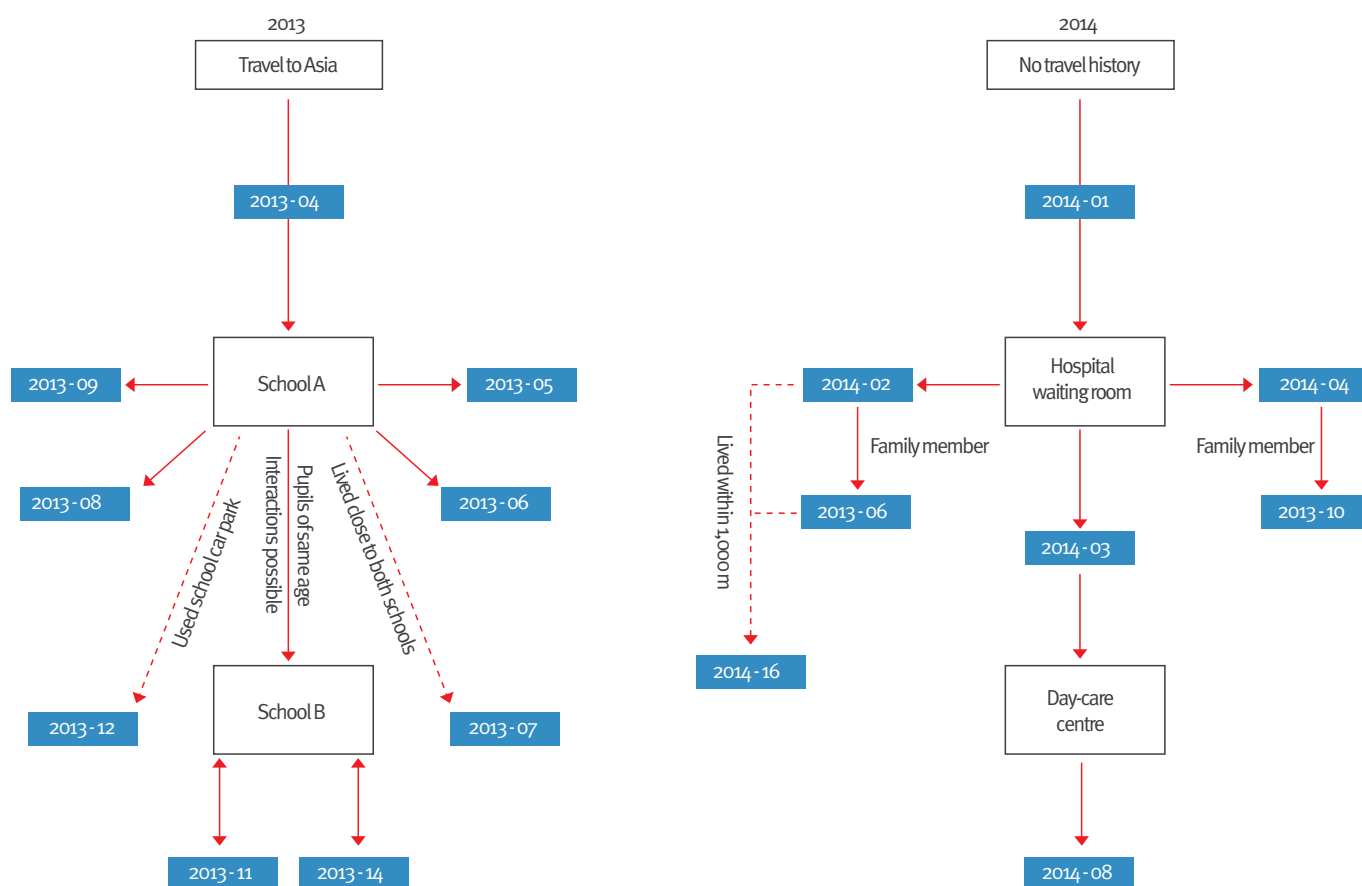 2013
Travel to Asia
2013-04
School A
2013-09
2013-05
2013-08
2013-06
Used school car park
Pupils of same age
Interactions possible
Lived close to both schools
School B
2013-12
2013-07
2013-11
2013-14
2014
No travel history
2014-01
Hospital
waiting room
2014-02
2014-04
Family member
Family member
Lived within 1,000 m
2013-06
2013-10
2014-03
2014-16
Day-care
centre
2014-08